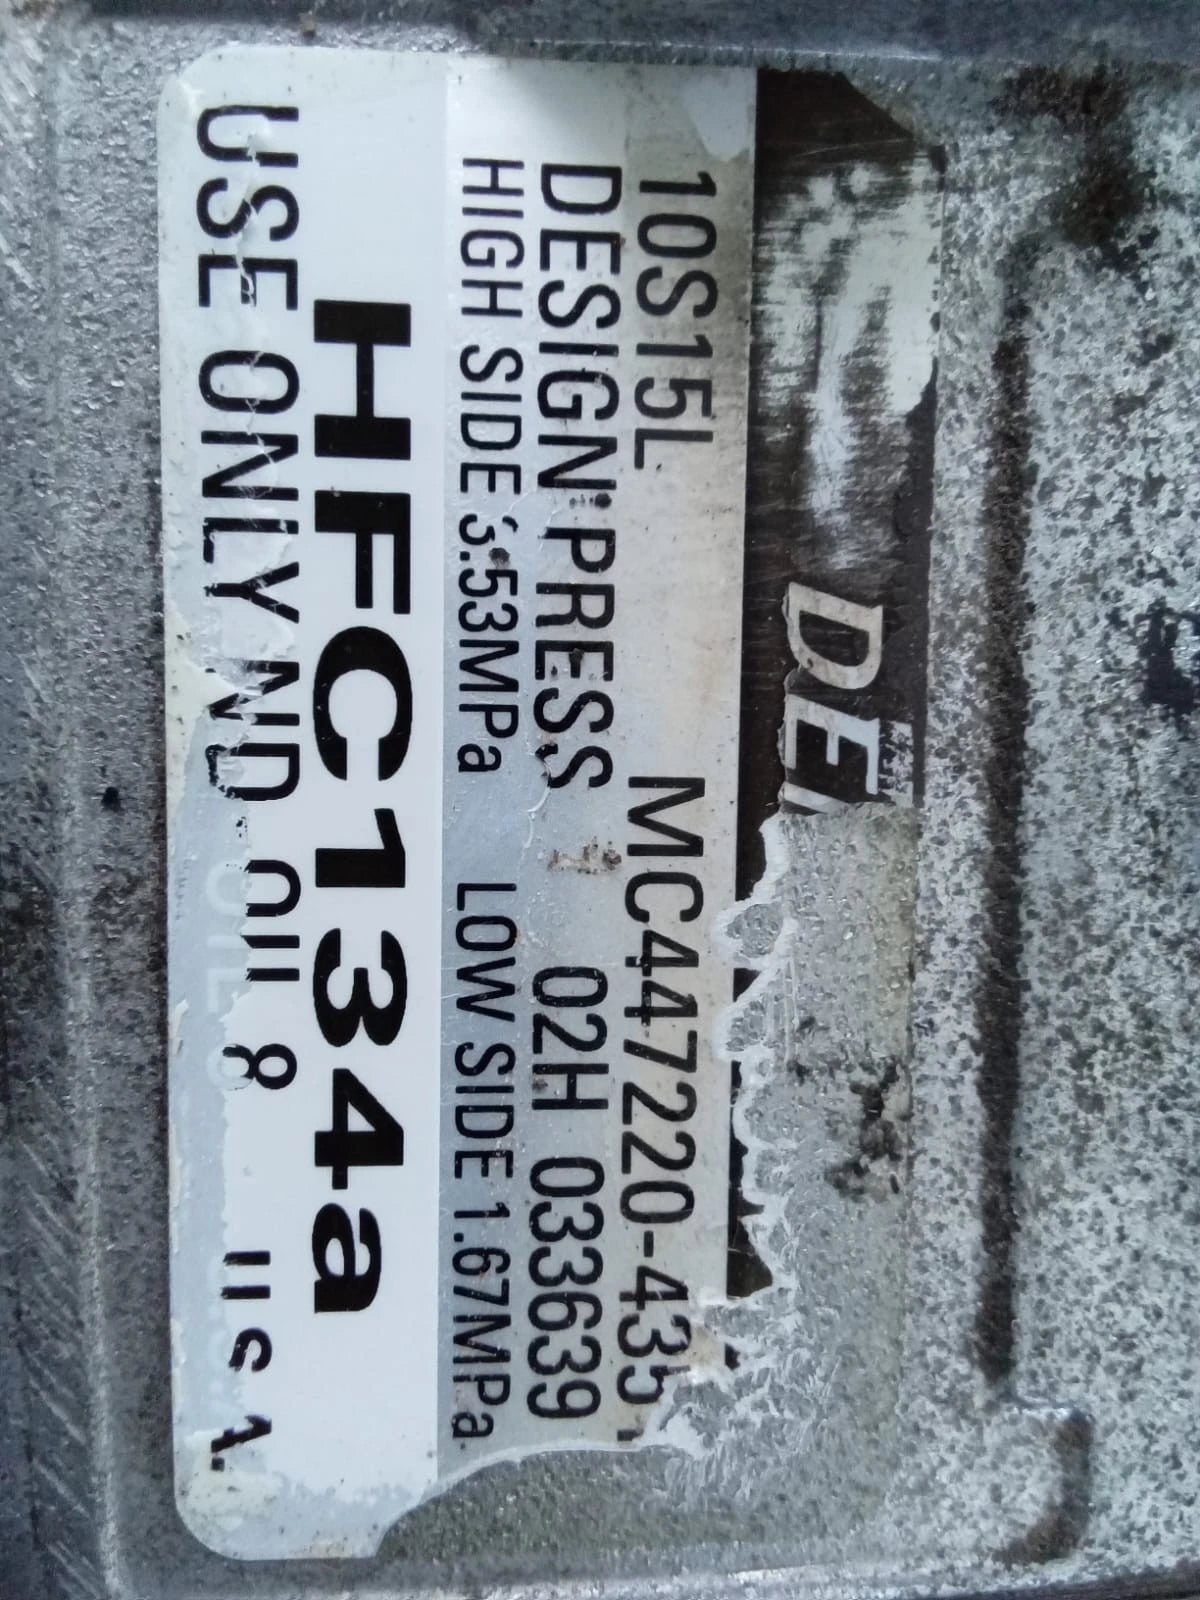 DE
10S15L MC447220-435
DESIGN PRESS 02H 033639
HIGH SIDE 3.53MPa LOW SIDE 1.67MPa
HFC134a
USE ONLY ND OIL 8